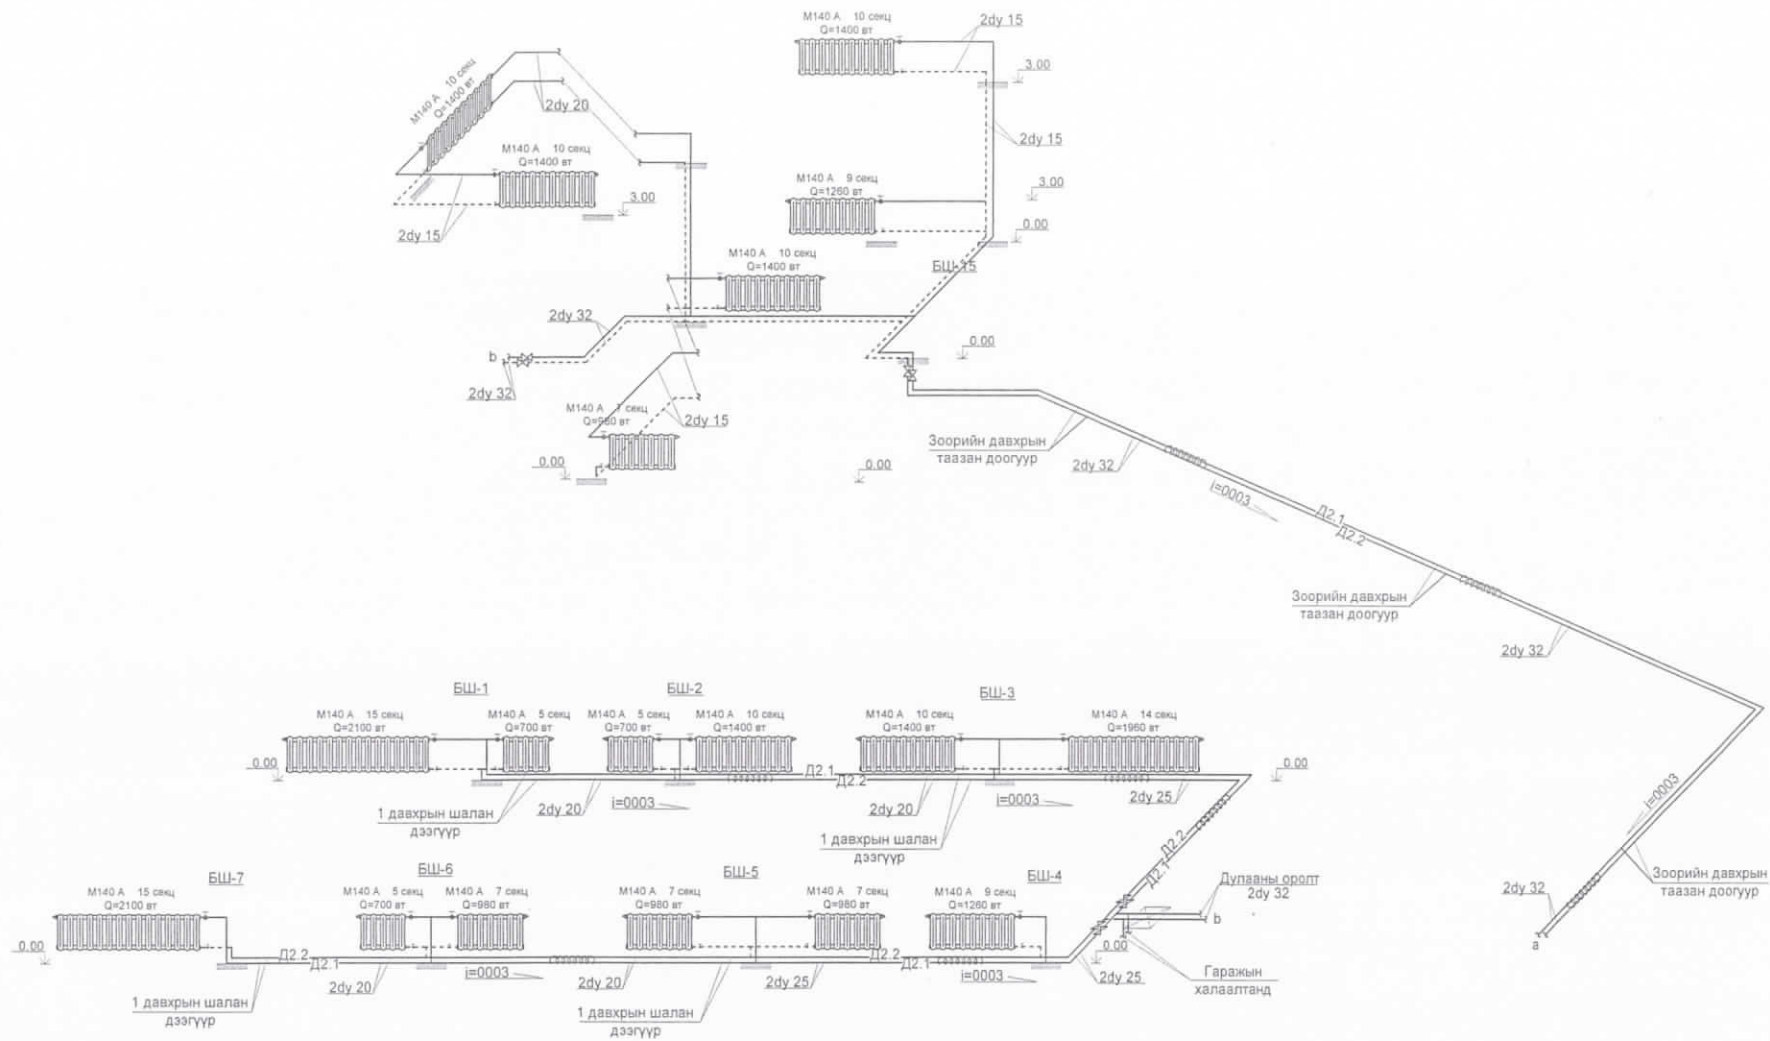 М140 А 10 секц
Q=1400 вт
2dy 15
3.00
М140 А 10 секц
Q=1400 вт
2dy 20
2dy 15
М140 А 10 секц
Q=1400 вт
3.00
2dy 15
М140 А 9 секц
Q=1260 вт
3.00
0.00
БШ-15
М140 А 10 секц
Q=1400 вт
2dy 32
b
2dy 32
0.00
М140 А 7 секц
Q=980 вт
2dy 15
0.00
0.00
Зоорийн давхрын
таазан доогуур
2dy 32
i=0003
Д2.1
Д2.2
Зоорийн давхрын
таазан доогуур
2dy 32
i=0003
Зоорийн давхрын
таазан доогуур
2dy 32
a
БШ-1
БШ-2
БШ-3
М140 А 15 секц
Q=2100 вт
М140 А 5 секц
Q=700 вт
М140 А 5 секц
Q=700 вт
М140 А 10 секц
Q=1400 вт
М140 А 10 секц
Q=1400 вт
М140 А 14 секц
Q=1960 вт
0.00
Д2.1
Д2.2
0.00
1 давхрын шалан
дээгүүр
2dy 20
i=0003
2dy 20
i=0003
2dy 25
1 давхрын шалан
дээгүүр
Д2.2
Д2.1
БШ-7
БШ-6
БШ-5
БШ-4
М140 А 15 секц
Q=2100 вт
М140 А 5 секц
Q=700 вт
М140 А 7 секц
Q=980 вт
М140 А 7 секц
Q=980 вт
М140 А 7 секц
Q=980 вт
М140 А 9 секц
Q=1260 вт
Дулааны оролт
2dy 32
b
0.00
Д2.2
Д2.1
Д2.2
Д2.1
0.00
1 давхрын шалан
дээгүүр
2dy 20
i=0003
2dy 20
2dy 25
i=0003
2dy 25
Гаражын
халаалтанд
1 давхрын шалан
дээгүүр